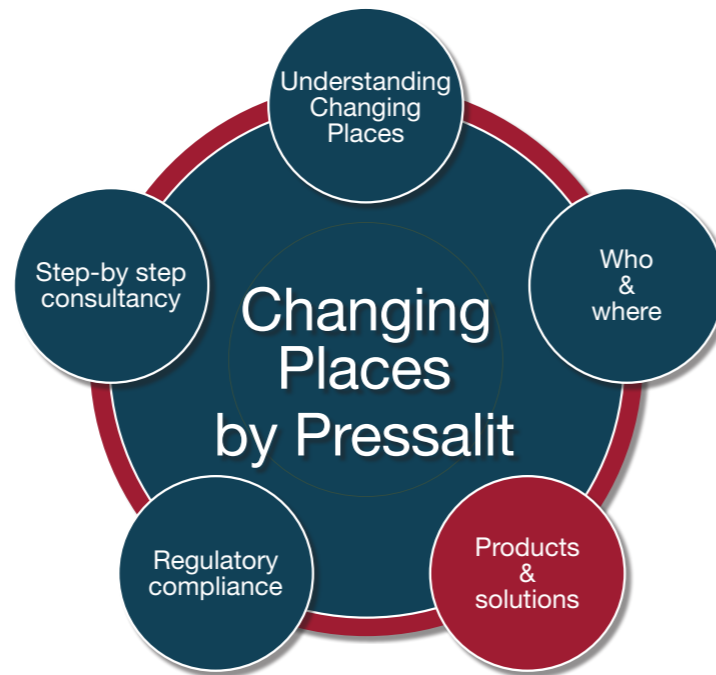 Understanding
Changing
Places
Who
&
where
Products
&
solutions
Regulatory
compliance
Step-by step
consultancy
Changing
Places
by Pressalit